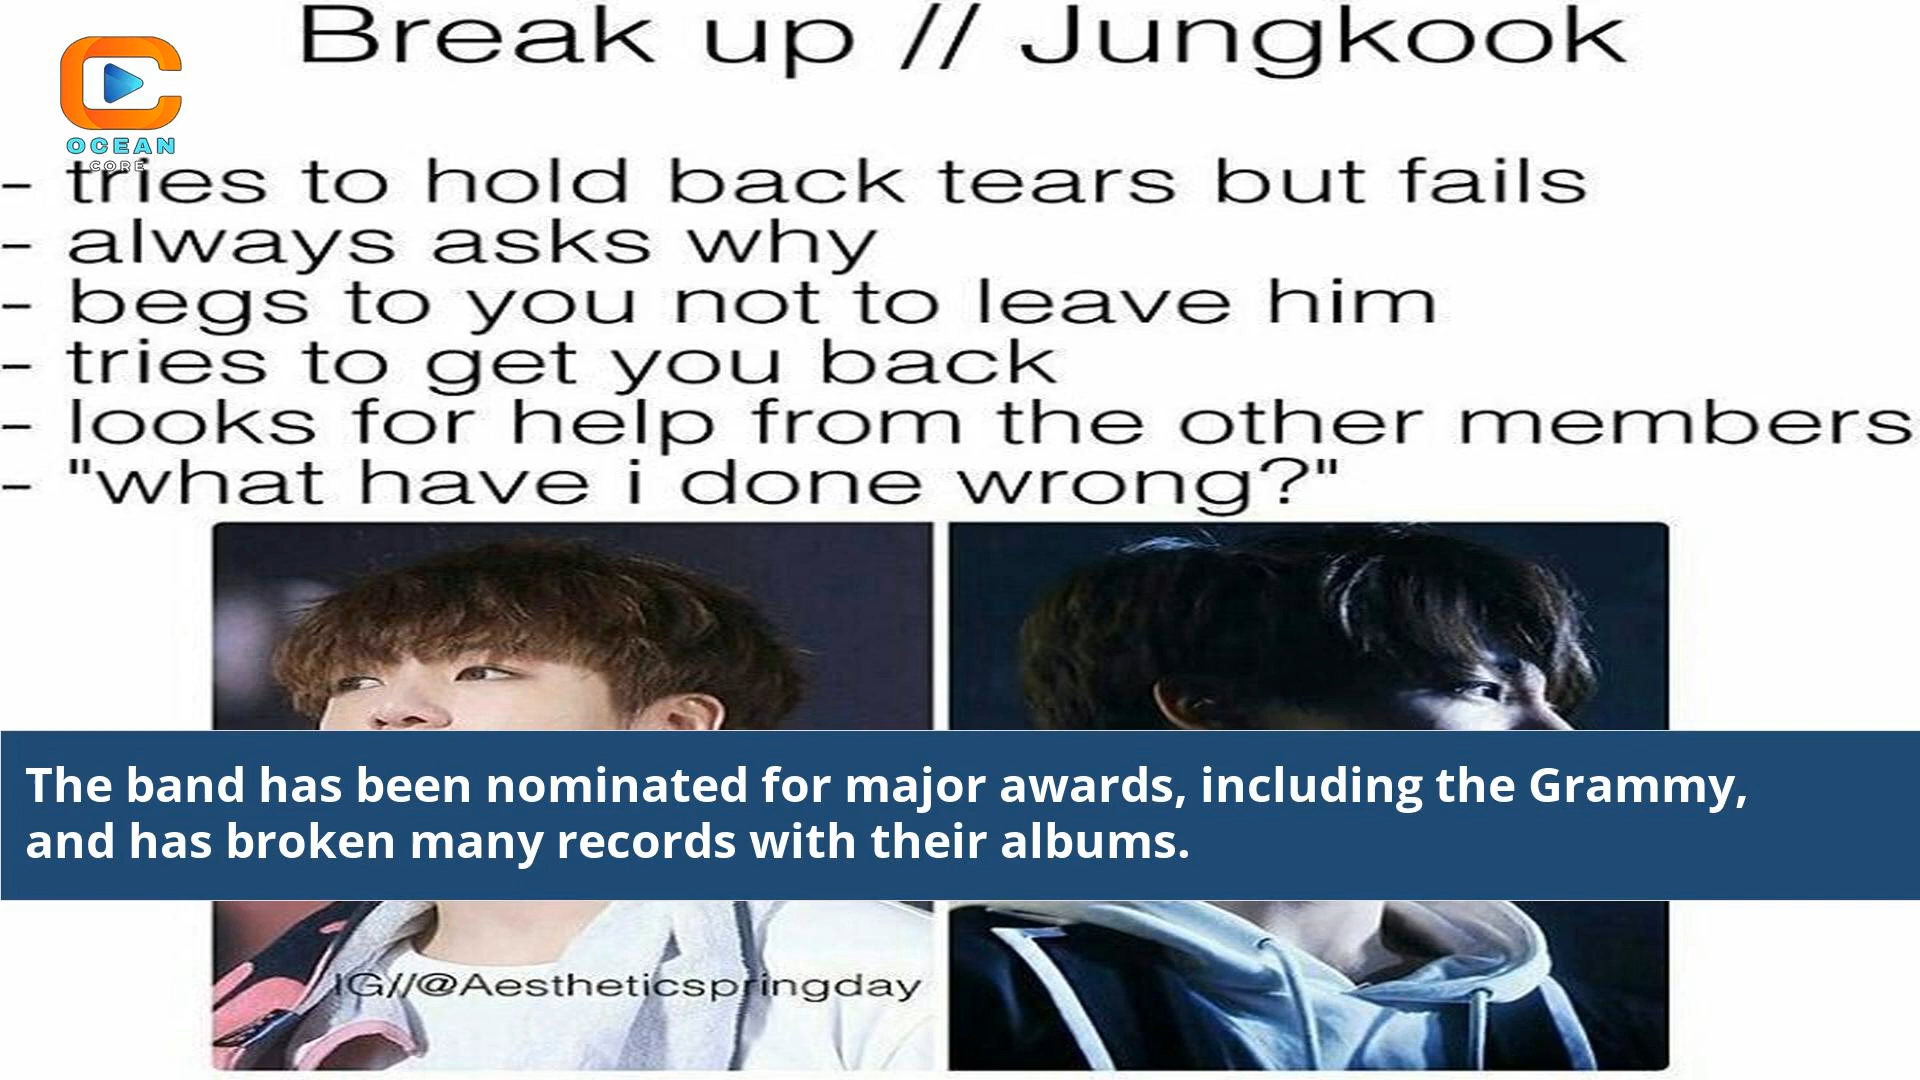 Break up // Jungkook
OCEAN
CORE
- tries to hold back tears but fails
- always asks why
- begs to you not to leave him
- tries to get you back
- looks for help from the other members
- "what have i done wrong?"
The band has been nominated for major awards, including the Grammy,
and has broken many records with their albums.
IG//@Aestheticspringday